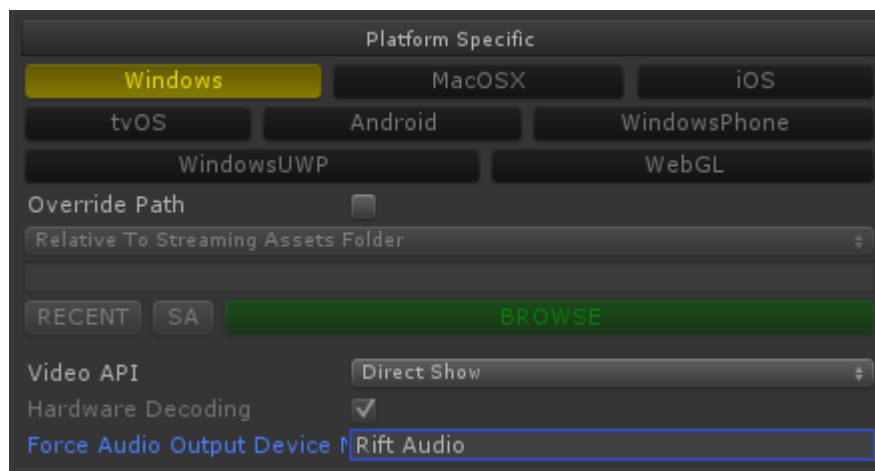 Platform Specific
Windows MacOSX iOS
tvOS Android WindowsPhone
WindowsUWP WebGL
Override Path
Relative To Streaming Assets Folder
RECENT SA BROWSE
Video API Direct Show
Hardware Decoding
Force Audio Output Device Rift Audio